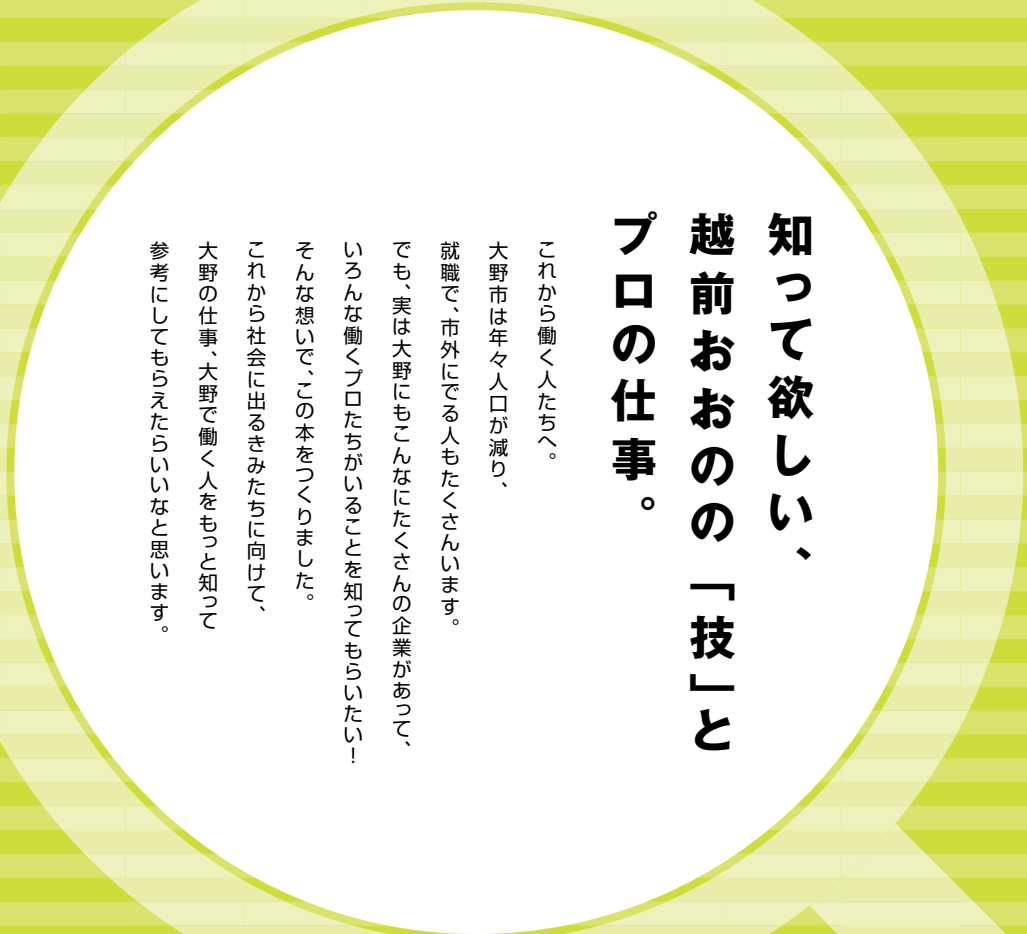 知って欲しい、
越前おおのの「技」と
プロの仕事。
これから働く人たちへ。
大野市は年々人口が減り、
就職で、市外にでる人もたくさんいます。
でも、実は大野にもこんなにたくさんの企業があって、
いろんな働くプロたちがいることを知ってもらいたい！
そんな想いで、この本をつくりました。
これから社会に出るきみたちに向けて、
大野の仕事、大野で働く人をもっと知って
参考にしてもらえたらいいなと思います。